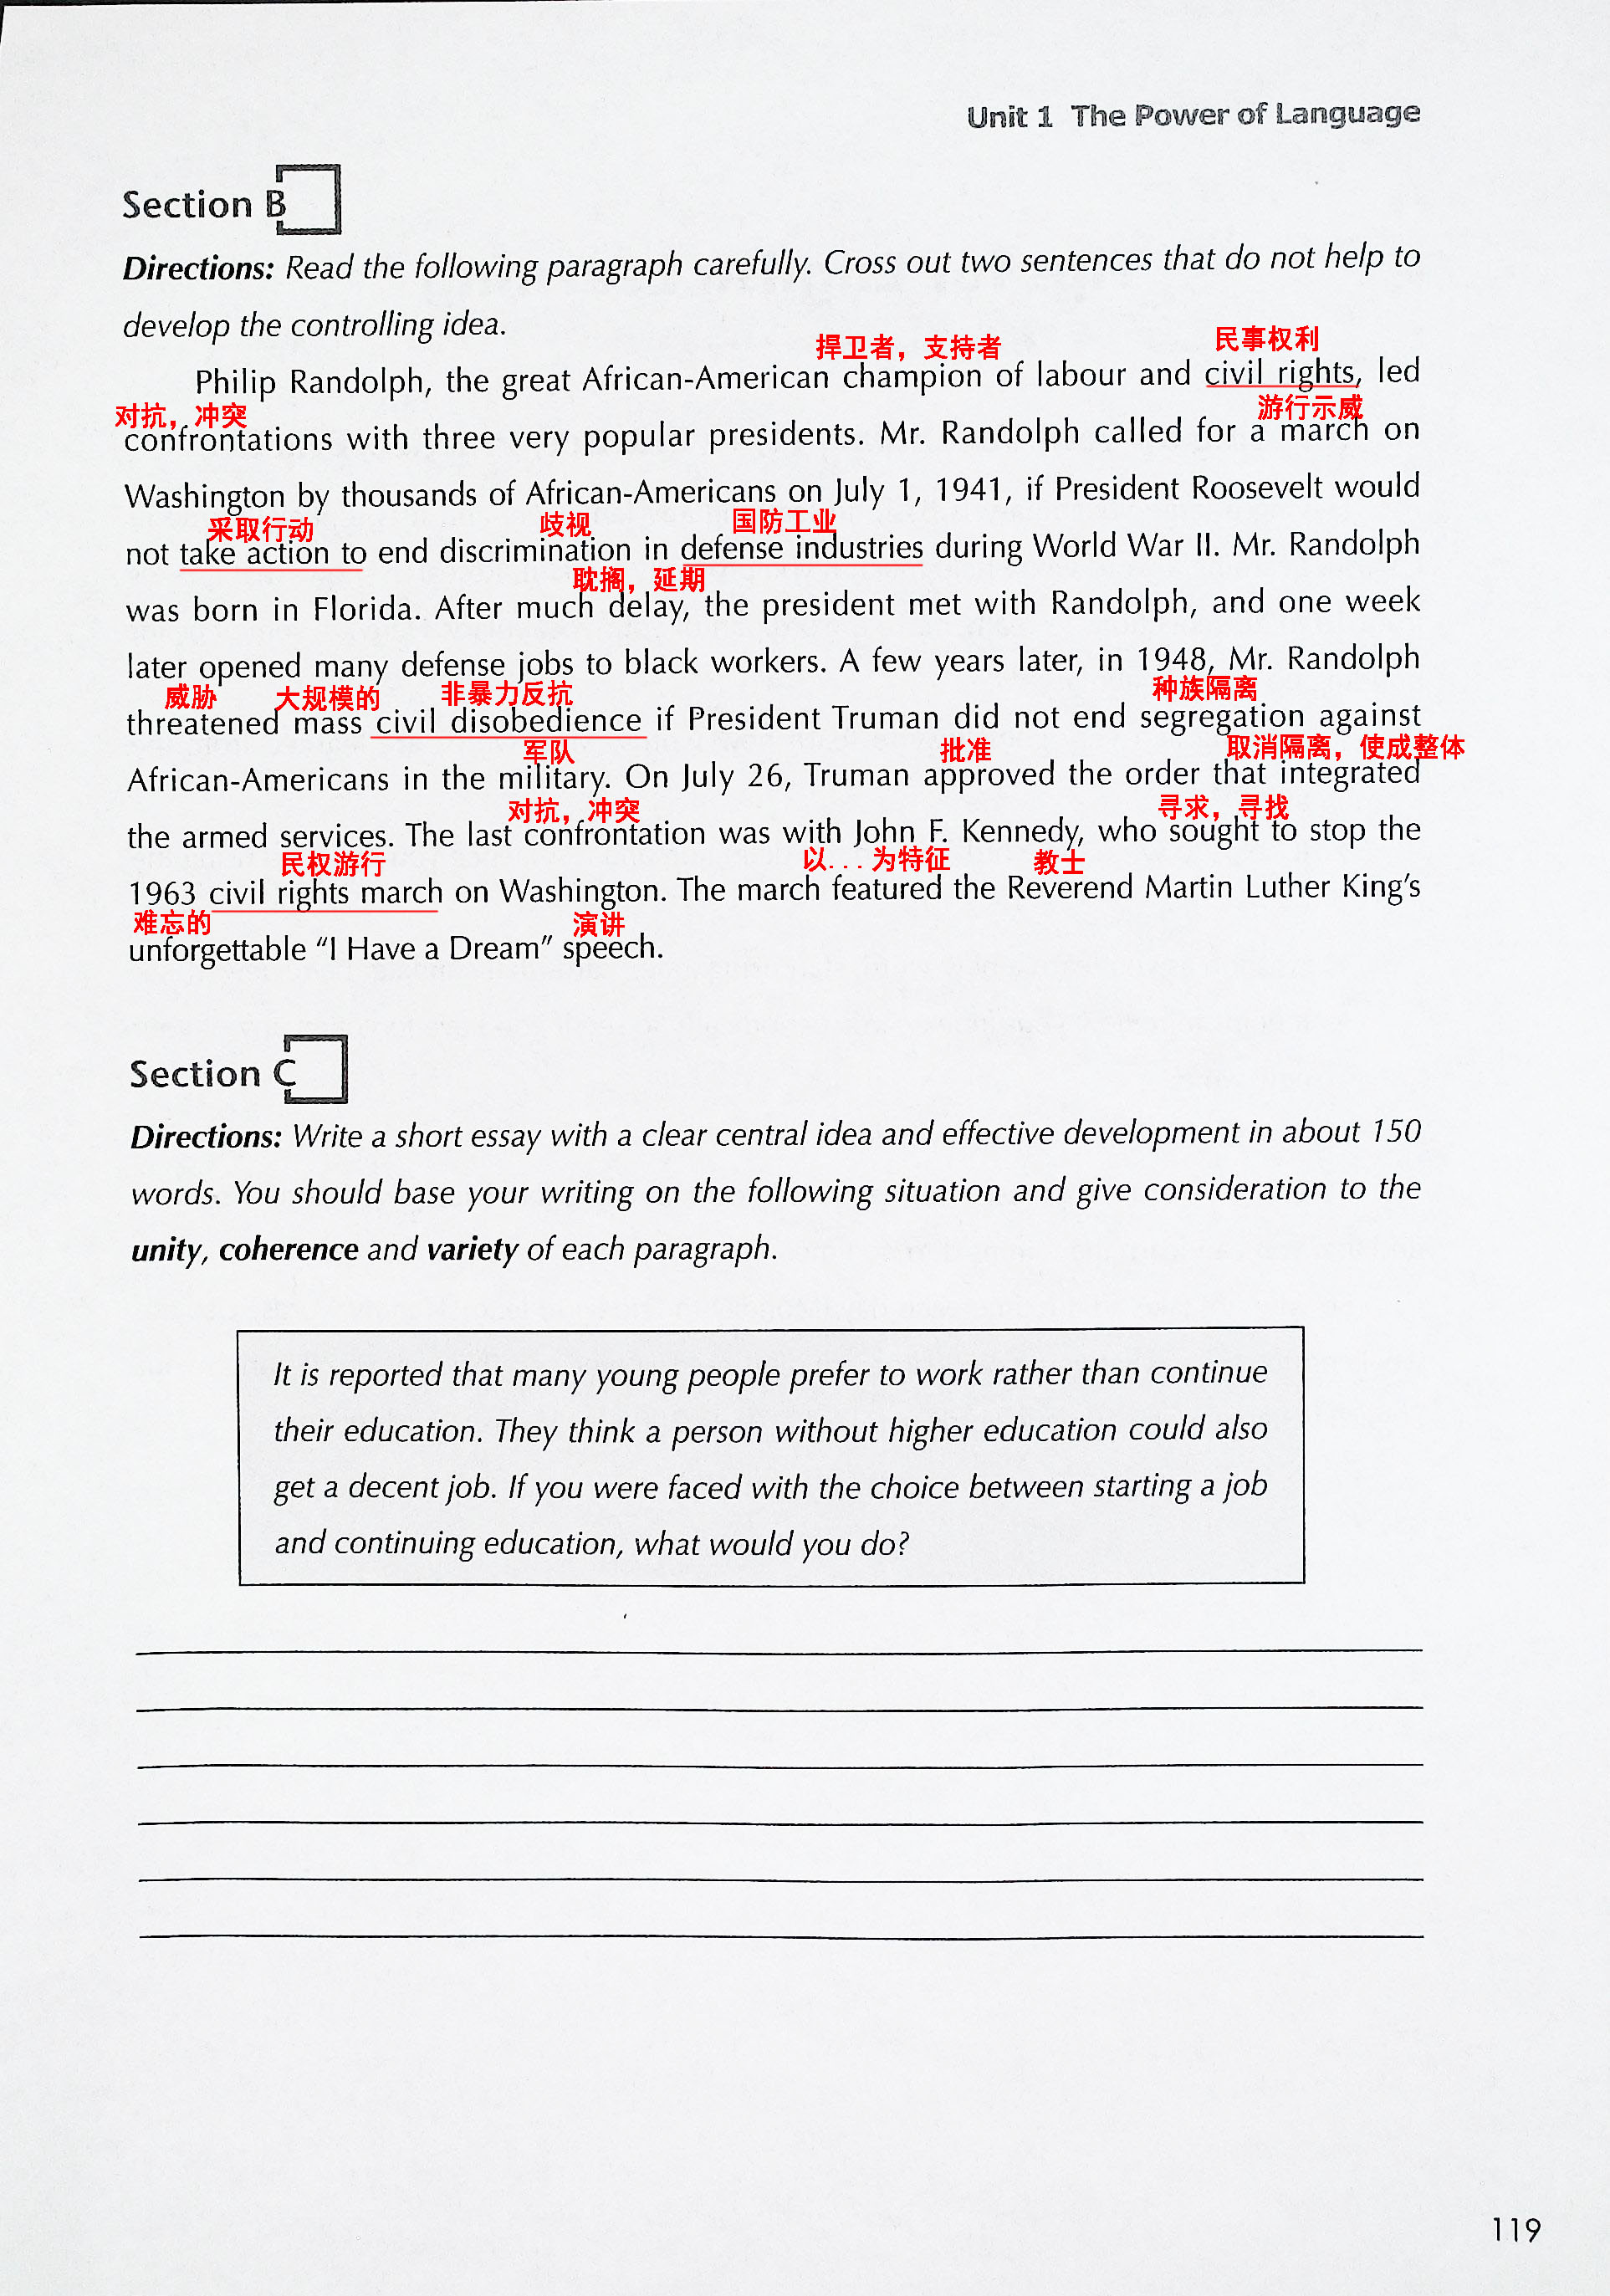 Unit 1 The Power of Language
Section B
Directions: Read the following paragraph carefully. Cross out two sentences that do not help to
develop the controlling idea.
捍卫者，支持者 民事权利
Philip Randolph, the great African-American champion of labour and civil rights, led
对抗，冲突 游行示威
confrontations with three very popular presidents. Mr. Randolph called for a march on
Washington by thousands of African-Americans on July 1, 1941, if President Roosevelt would
采取行动 歧视 国防工业
not take action to end discrimination in defense industries during World War II. Mr. Randolph
耽搁，延期
was born in Florida. After much delay, the president met with Randolph, and one week
later opened many defense jobs to black workers. A few years later, in 1948, Mr. Randolph
威胁 大规模的 非暴力反抗 种族隔离
threatened mass civil disobedience if President Truman did not end segregation against
军队 批准 取消隔离，使成整体
African-Americans in the military. On July 26, Truman approved the order that integrated
对抗，冲突 寻求，寻找
the armed services. The last confrontation was with John F. Kennedy, who sought to stop the
民权游行 以...为特征 教士
1963 civil rights march on Washington. The march featured the Reverend Martin Luther King's
难忘的 演讲
unforgettable "I Have a Dream" speech.
Section C
Directions: Write a short essay with a clear central idea and effective development in about 150
words. You should base your writing on the following situation and give consideration to the
unity, coherence and variety of each paragraph.
It is reported that many young people prefer to work rather than continue
their education. They think a person without higher education could also
get a decent job. If you were faced with the choice between starting a job
and continuing education, what would you do?
119